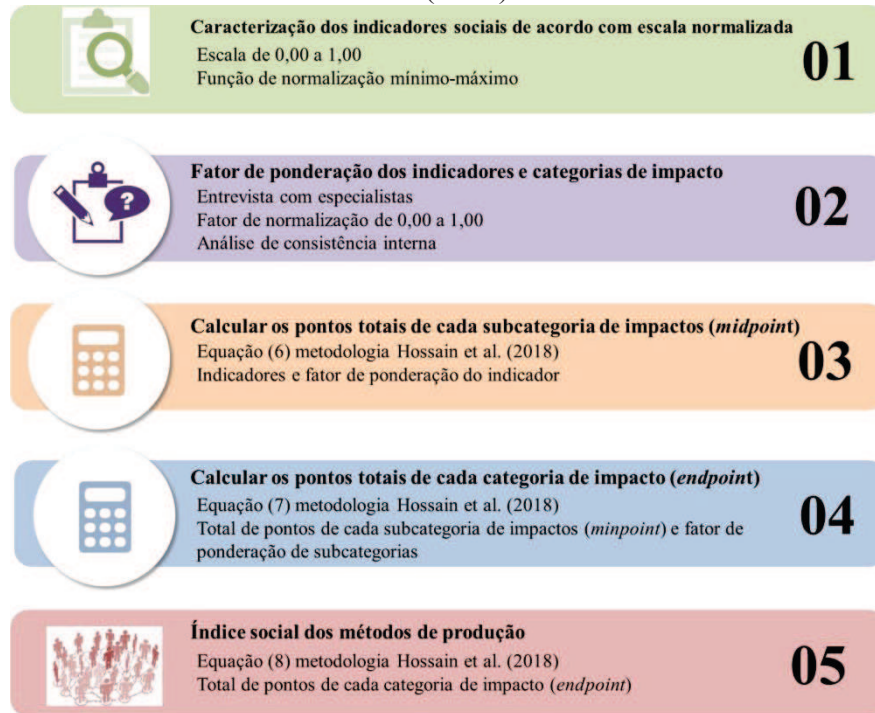 Caracterização dos indicadores sociais de acordo com escala normalizada
Escala de 0,00 a 1,00
Função de normalização mínimo-máximo
01
Fator de ponderação dos indicadores e categorias de impacto
Entrevista com especialistas
Fator de normalização de 0,00 a 1,00
Análise de consistência interna
02
Calcular os pontos totais de cada subcategoria de impactos (midpoint)
Equação (6) metodologia Hossain et al. (2018)
Indicadores e fator de ponderação do indicador
03
Calcular os pontos totais de cada categoria de impacto (endpoint)
Equação (7) metodologia Hossain et al. (2018)
Total de pontos de cada subcategoria de impactos (minpoint) e fator de
ponderação de subcategorias
04
Índice social dos métodos de produção
Equação (8) metodologia Hossain et al. (2018)
Total de pontos de cada categoria de impacto (endpoint)
05